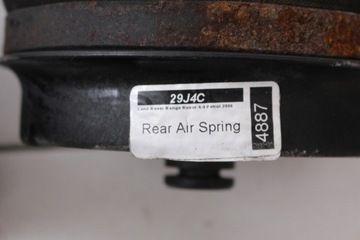 29J4C
Land Rover Range Rover 4.4 Petrol 2006
Rear Air Spring
4887